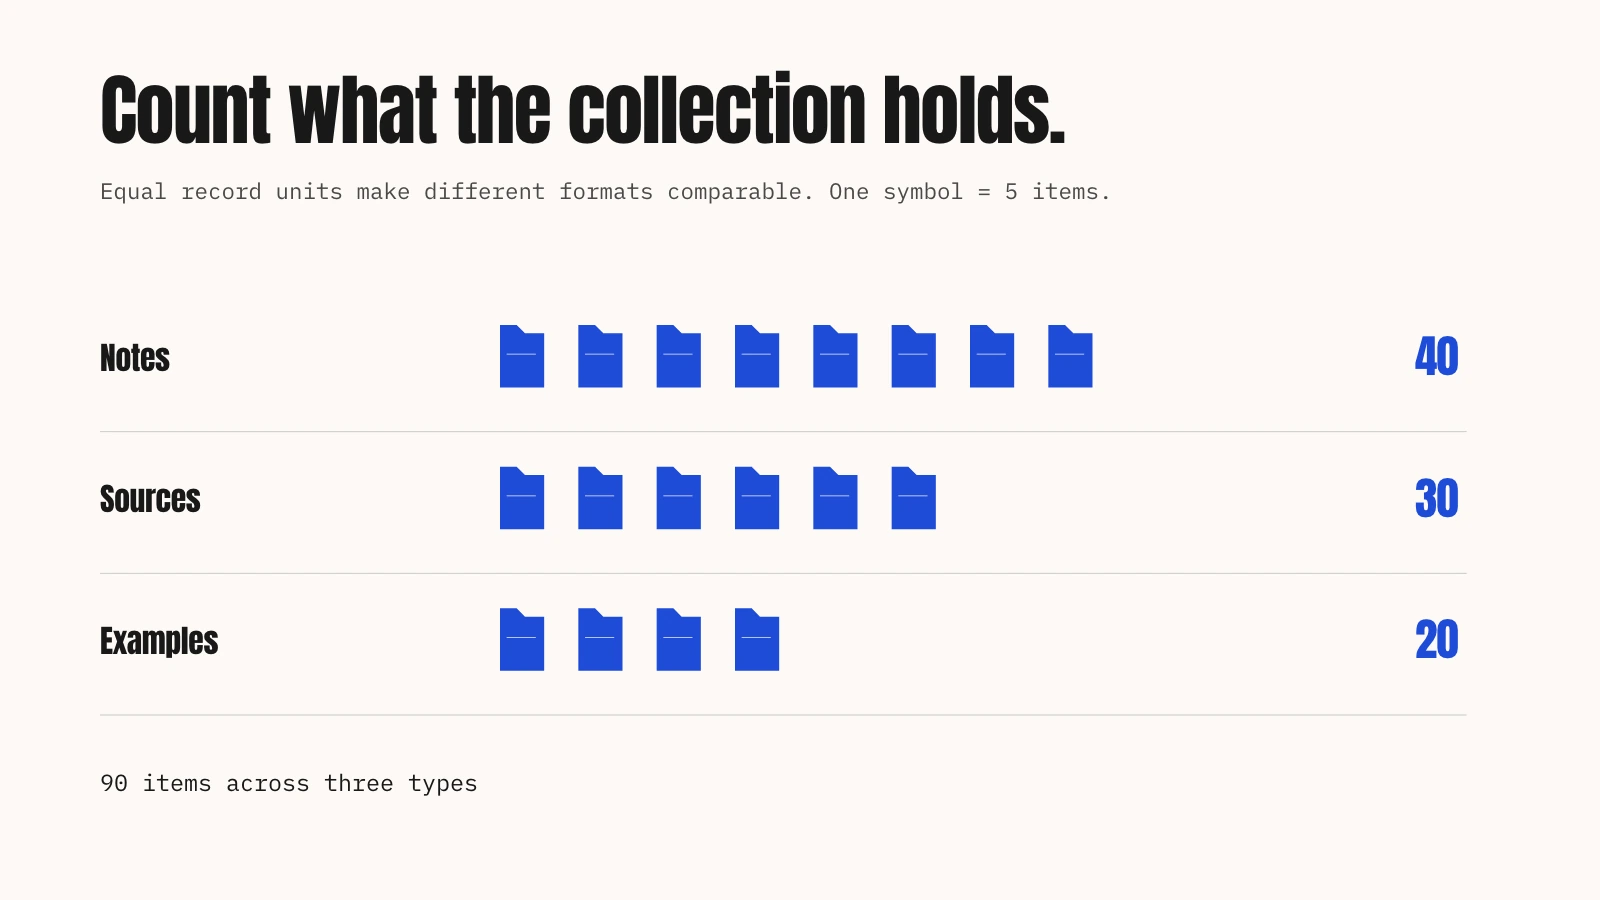 Count what the collection holds.
Equal record units make different formats comparable. One symbol = 5 items.
Notes
40
Sources
30
Examples
20
90 items across three types